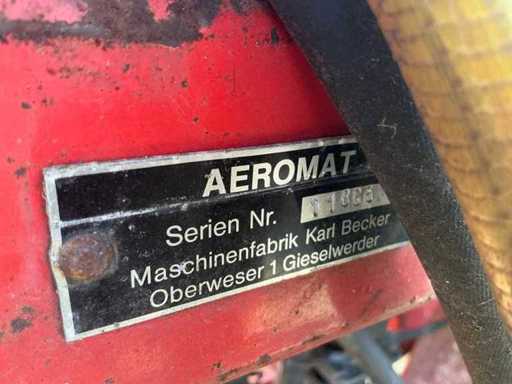 AEROMAT
Serien Nr.
Maschinenfabrik Karl Becker
Oberweser 1 Gieselwerder